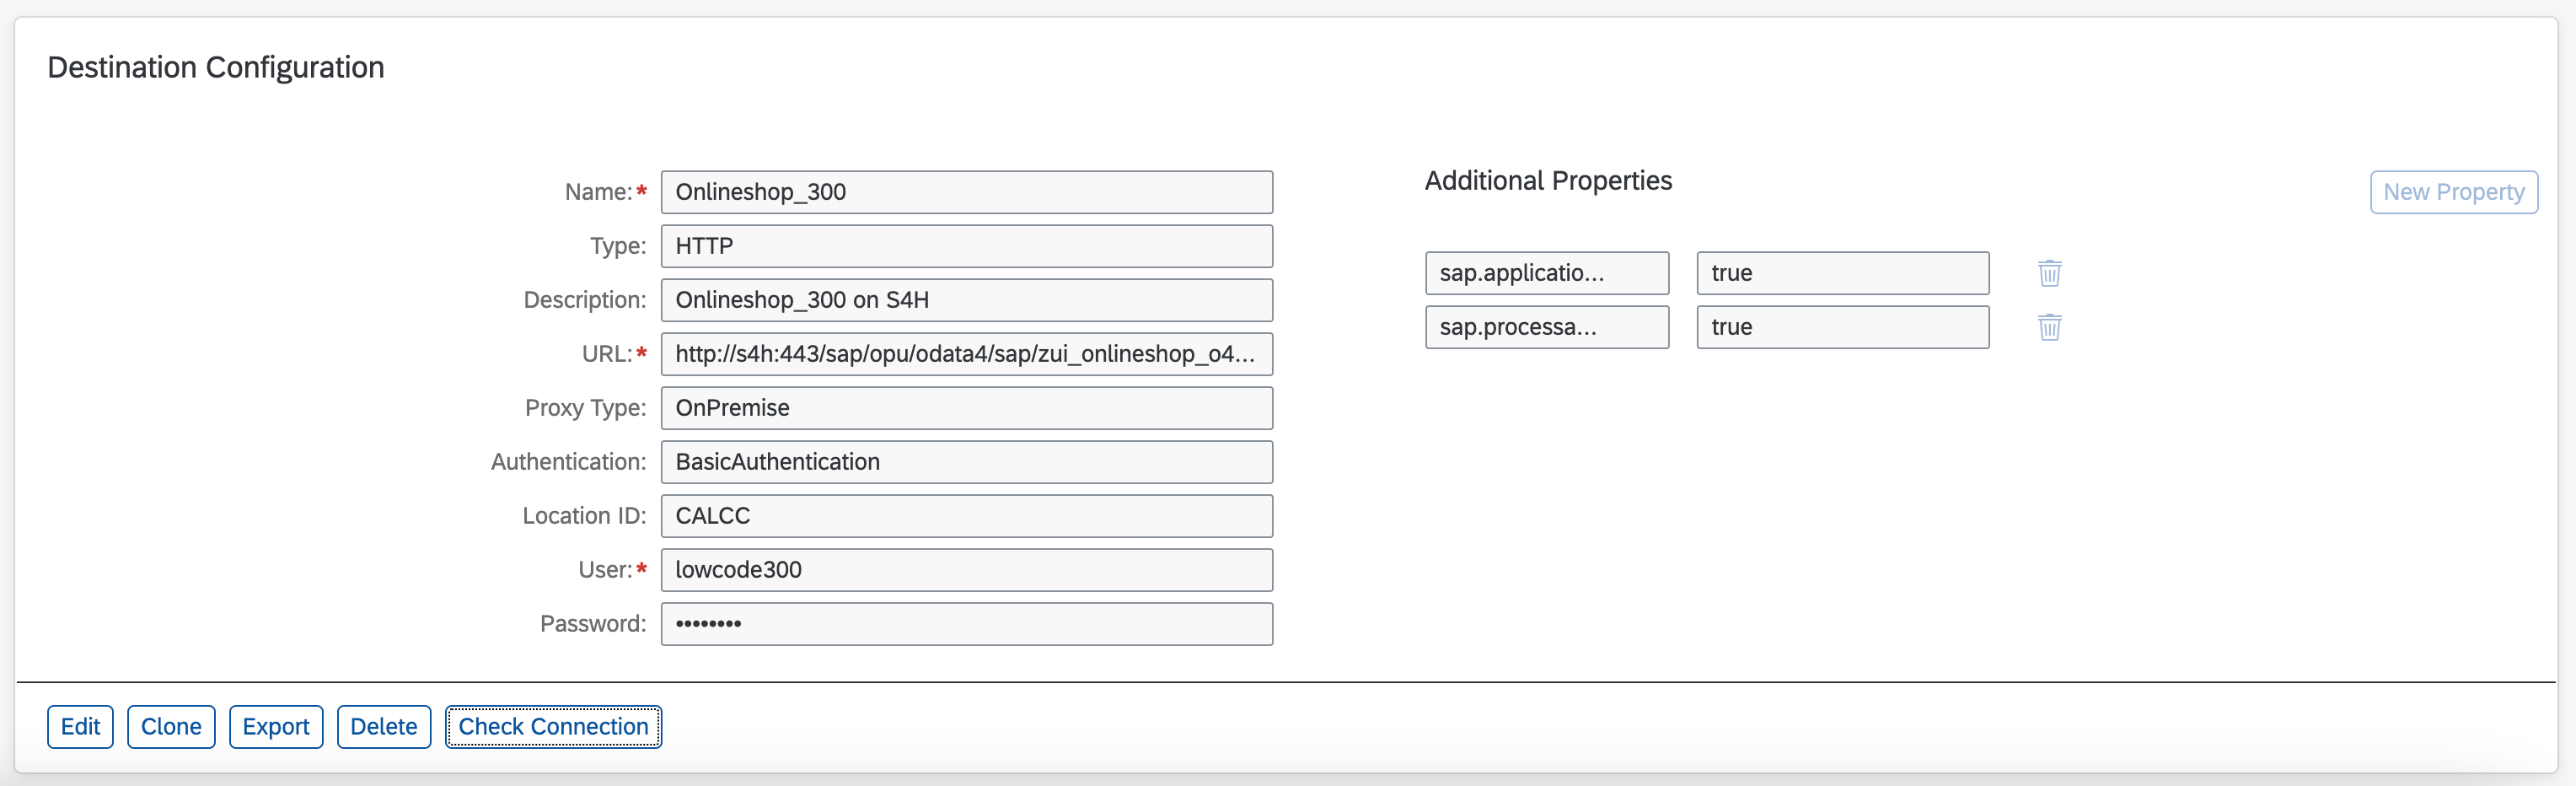 Destination Configuration
Name:* Onlineshop_300
Type: HTTP
Description: Onlineshop_300 on S4H
URL:* http://s4h:443/sap/opu/odata4/sap/zui_onlineshop_o4...
Proxy Type: OnPremise
Authentication: BasicAuthentication
Location ID: CALCC
User:* lowcode300
Password: ••••••••
Additional Properties
New Property
sap.applicatio... true
sap.processa... true
Edit Clone Export Delete Check Connection